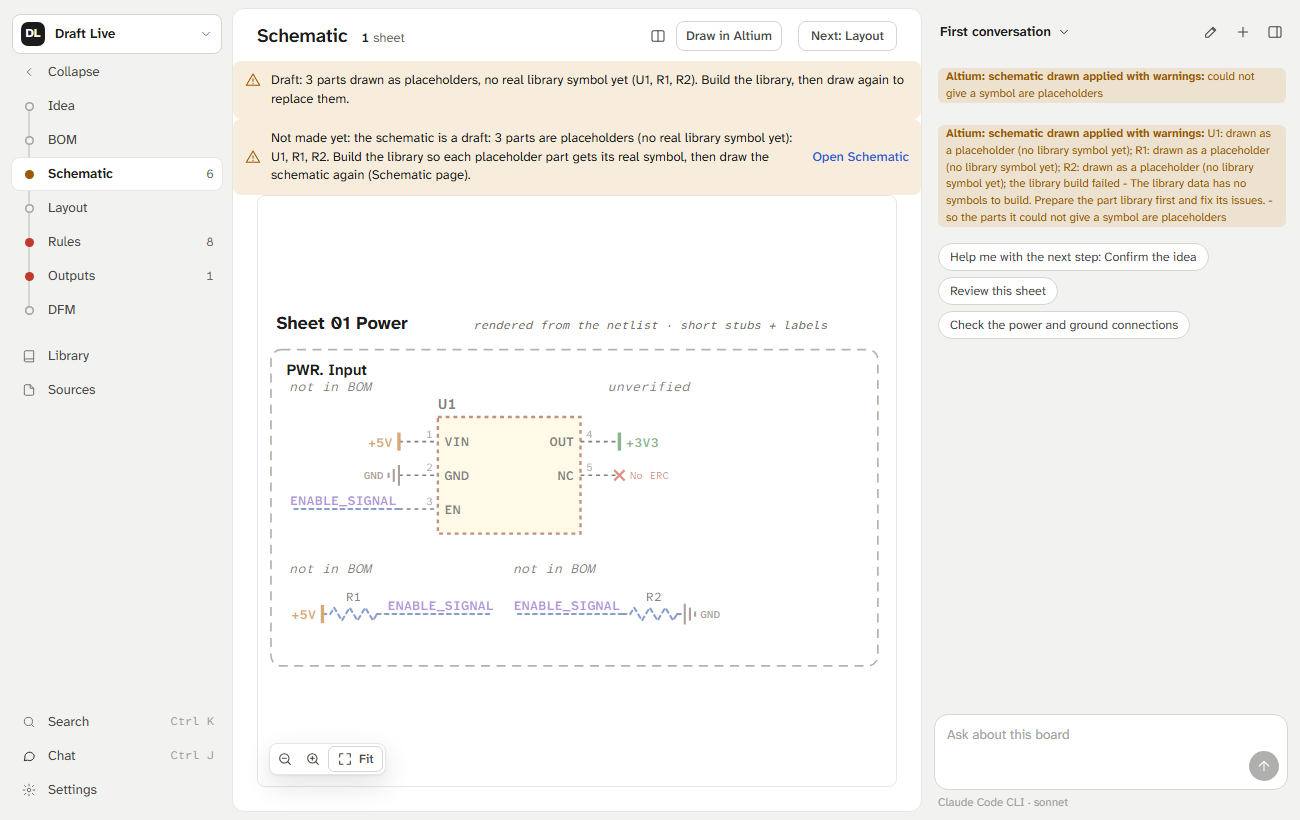 DL Draft Live
Collapse
Idea
BOM
Schematic 6
Layout
Rules 8
Outputs 1
DFM
Library
Sources
Search Ctrl K
Chat Ctrl J
Settings
Schematic 1 sheet
Draw in Altium
Next: Layout
Draft: 3 parts drawn as placeholders, no real library symbol yet (U1, R1, R2). Build the library, then draw again to
replace them.
Not made yet: the schematic is a draft: 3 parts are placeholders (no real library symbol yet):
U1, R1, R2. Build the library so each placeholder part gets its real symbol, then draw the
schematic again (Schematic page).
Open Schematic
Sheet 01 Power
rendered from the netlist · short stubs + labels
PWR. Input
not in BOM
unverified
U1
+5V 1 VIN OUT 4 +3V3
GND 2 GND NC 5 No ERC
ENABLE_SIGNAL 3 EN
not in BOM
not in BOM
R1
R2
+5V ENABLE_SIGNAL
ENABLE_SIGNAL GND
Fit
First conversation
Altium: schematic drawn applied with warnings: could not
give a symbol are placeholders
Altium: schematic drawn applied with warnings: U1: drawn as
a placeholder (no library symbol yet); R1: drawn as a placeholder
(no library symbol yet); R2: drawn as a placeholder (no library
symbol yet); the library build failed - The library data has no
symbols to build. Prepare the part library first and fix its issues. -
so the parts it could not give a symbol are placeholders
Help me with the next step: Confirm the idea
Review this sheet
Check the power and ground connections
Ask about this board
Claude Code CLI · sonnet